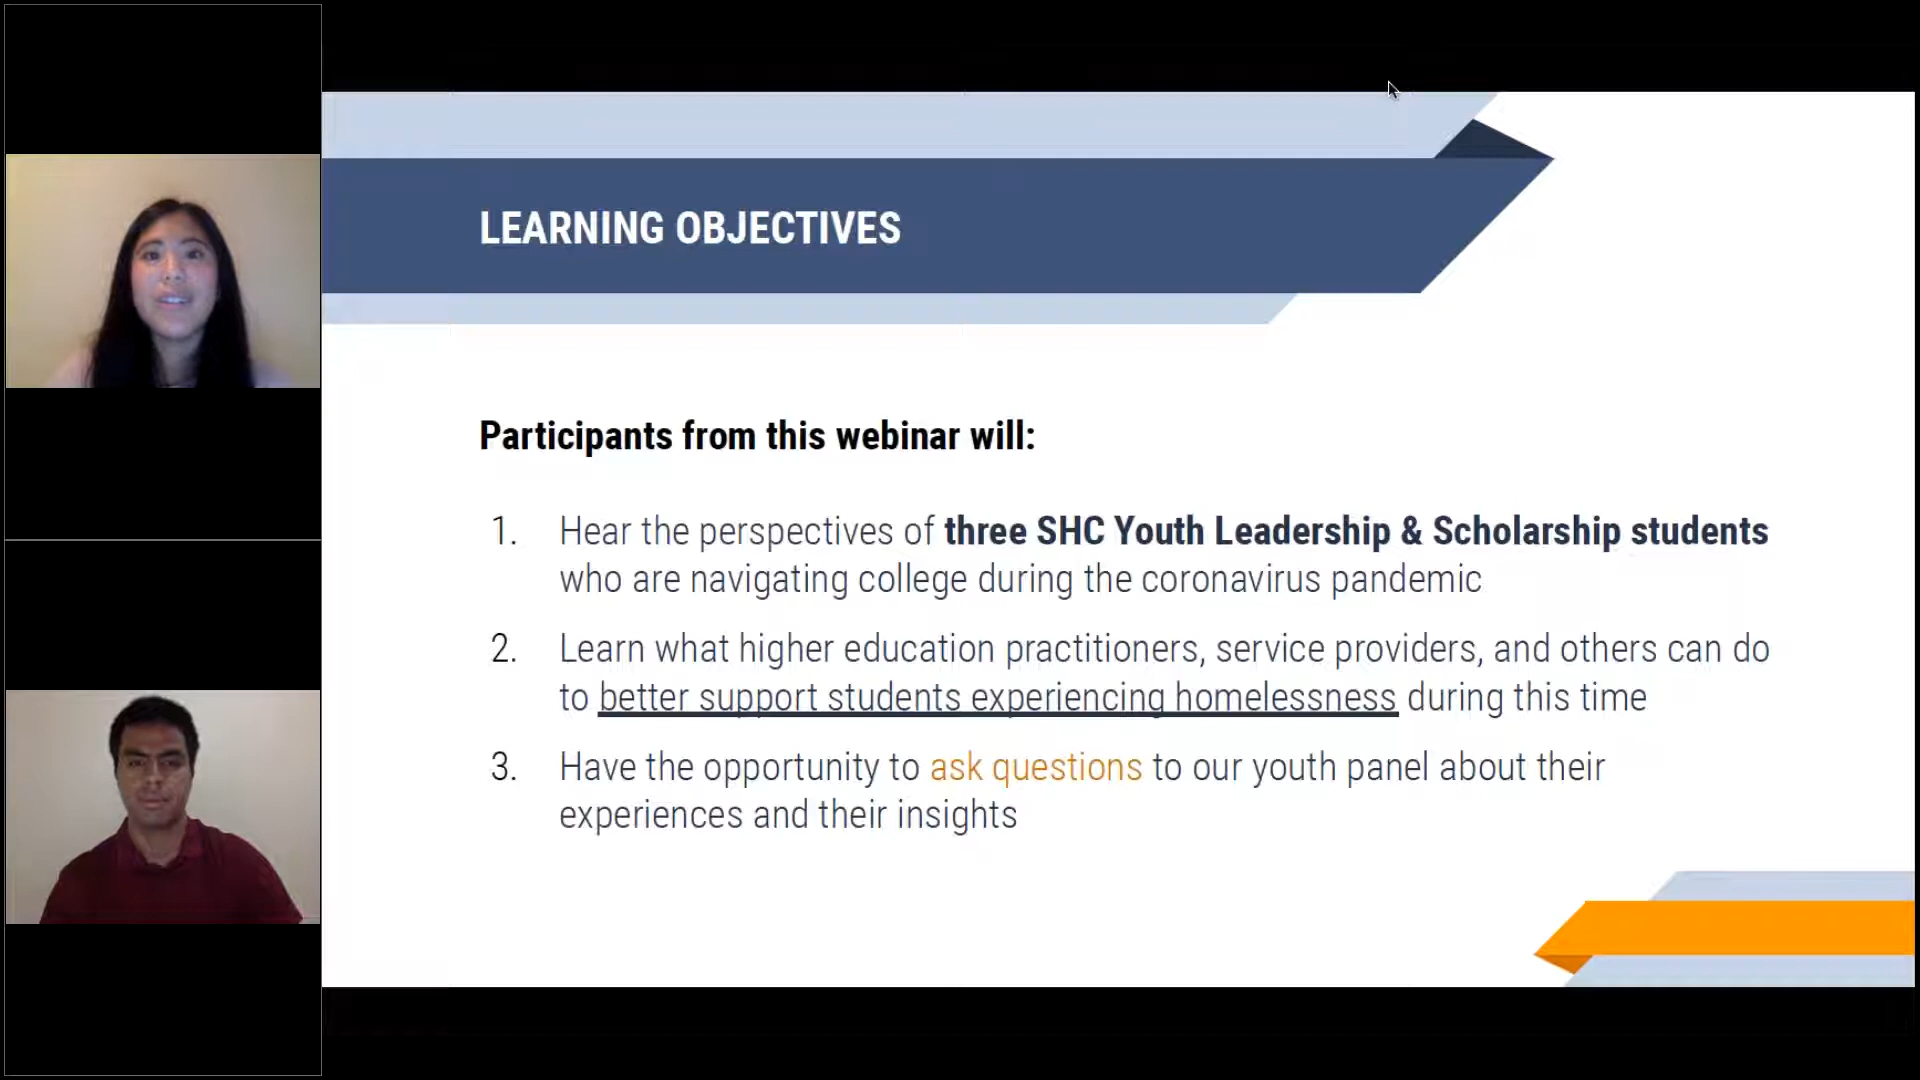 LEARNING OBJECTIVES
Participants from this webinar will:
1. Hear the perspectives of three SHC Youth Leadership & Scholarship students
who are navigating college during the coronavirus pandemic
2. Learn what higher education practitioners, service providers, and others can do
to better support students experiencing homelessness during this time
3. Have the opportunity to ask questions to our youth panel about their
experiences and their insights